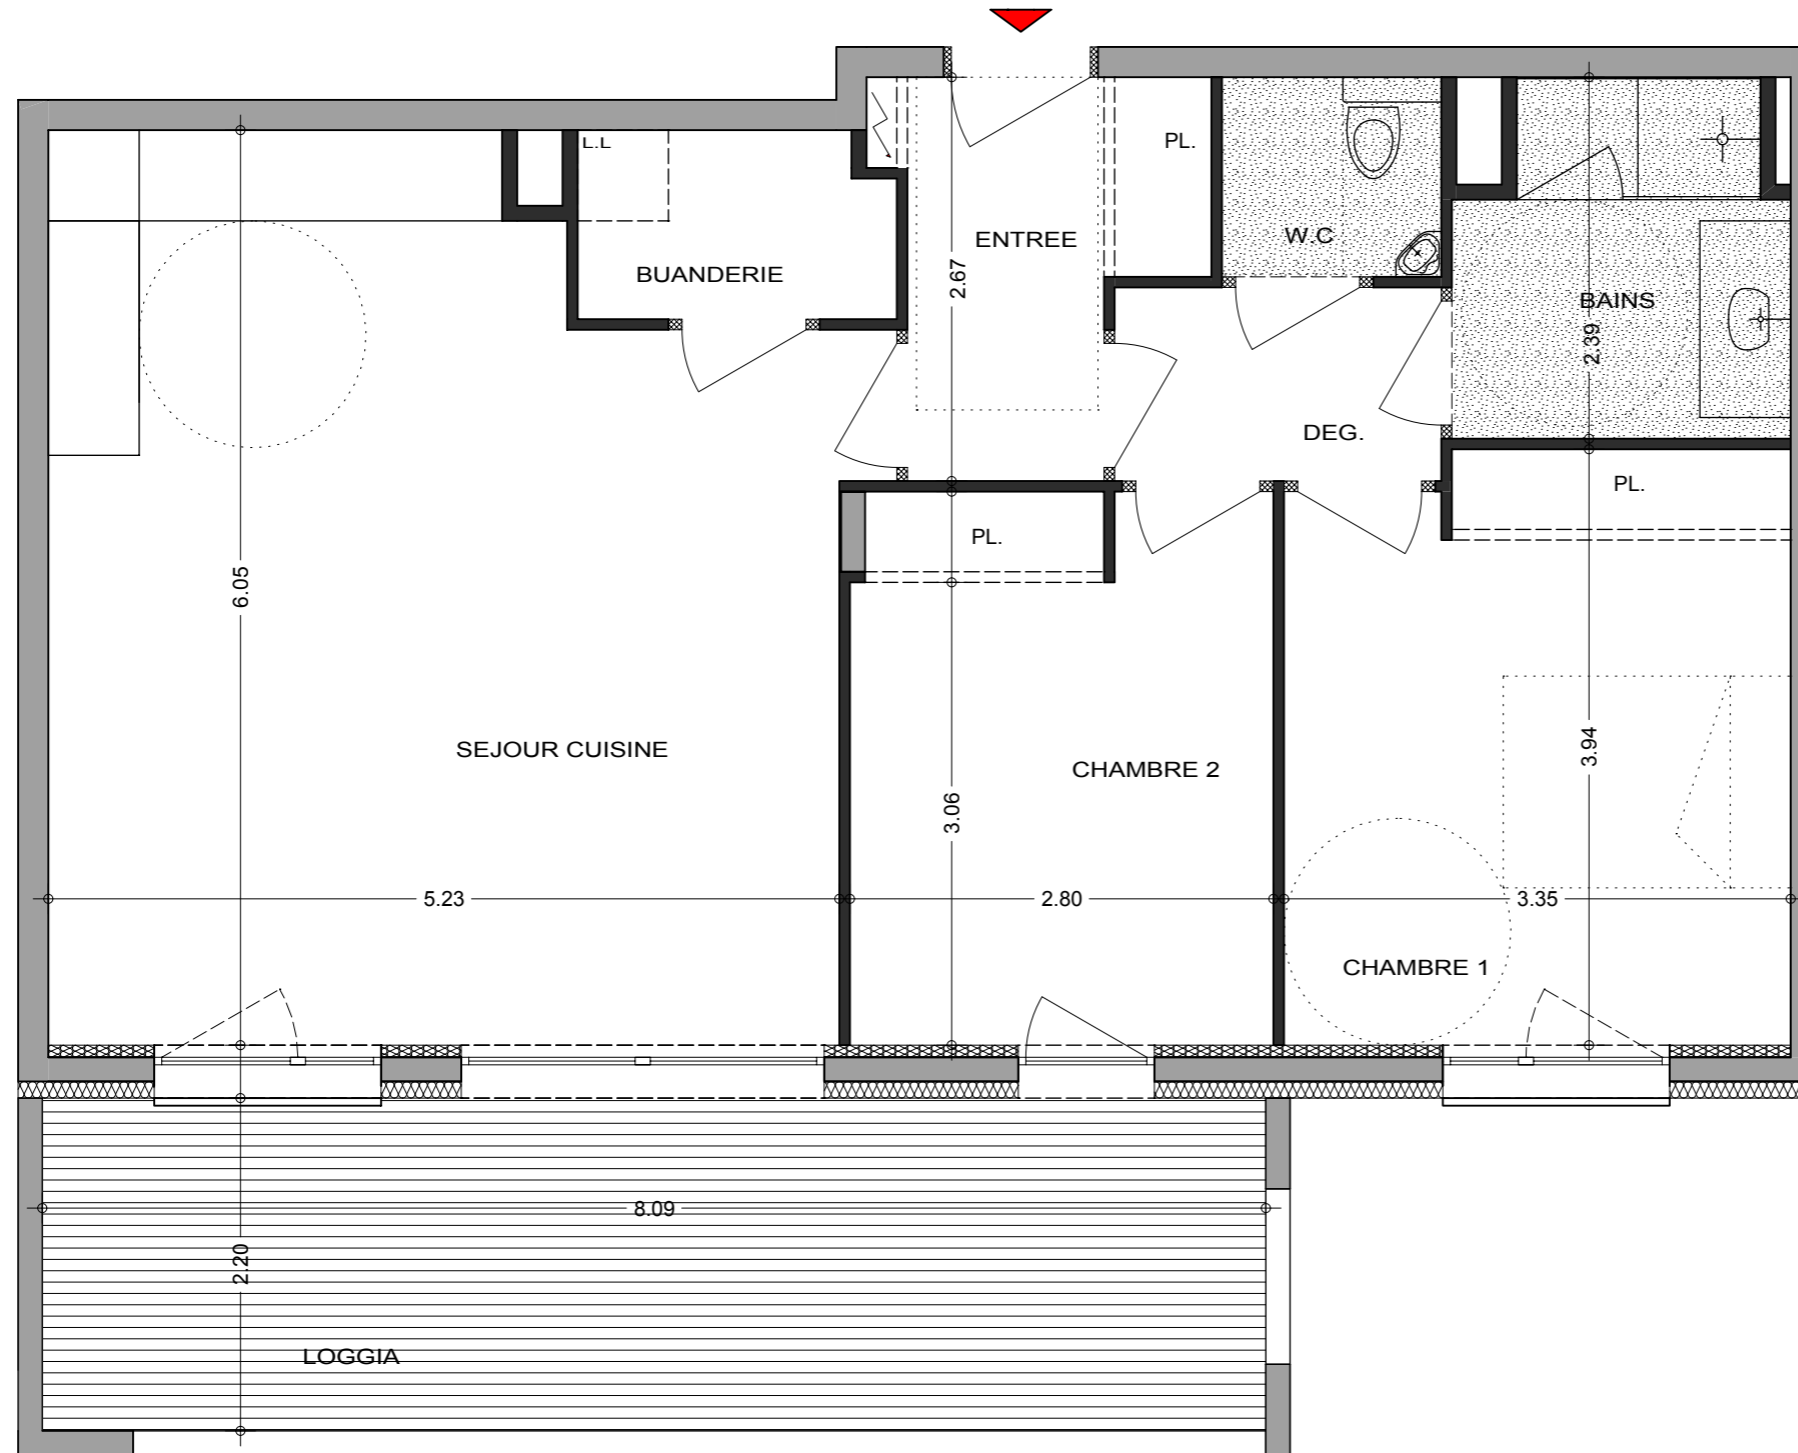 L.L
PL.
W.C
ENTREE
BUANDERIE
2.67
BAINS
2.39
DEG.
PL.
PL.
6.05
SEJOUR CUISINE
3.94
CHAMBRE 2
3.06
5.23
2.80
3.35
CHAMBRE 1
8.09
2.20
LOGGIA